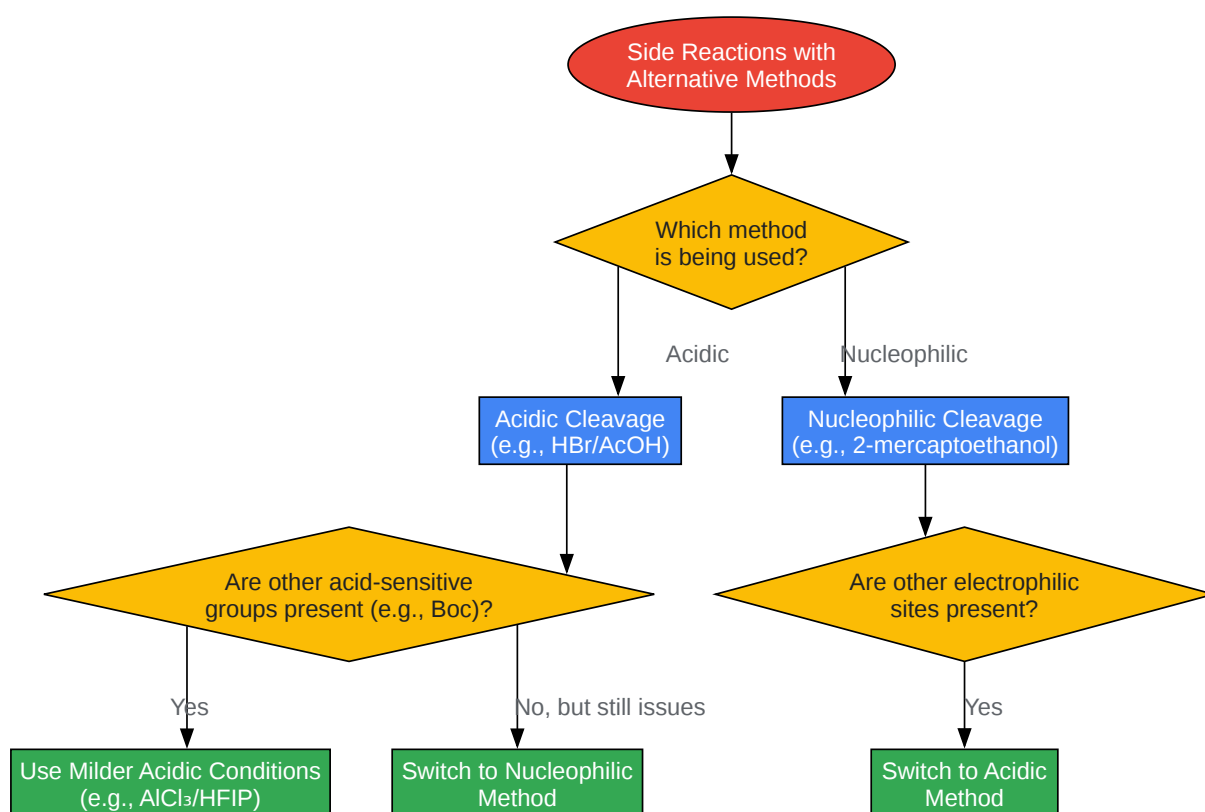 Side Reactions with
Alternative Methods
Which method
is being used?
Acidic
Nucleophilic
Acidic Cleavage
(e.g., HBr/AcOH)
Nucleophilic Cleavage
(e.g., 2-mercaptoethanol)
Are other acid-sensitive
groups present (e.g., Boc)?
Are other electrophilic
sites present?
Yes
No, but still issues
Yes
Use Milder Acidic Conditions
(e.g., AlCl₃/HFIP)
Switch to Nucleophilic
Method
Switch to Acidic
Method